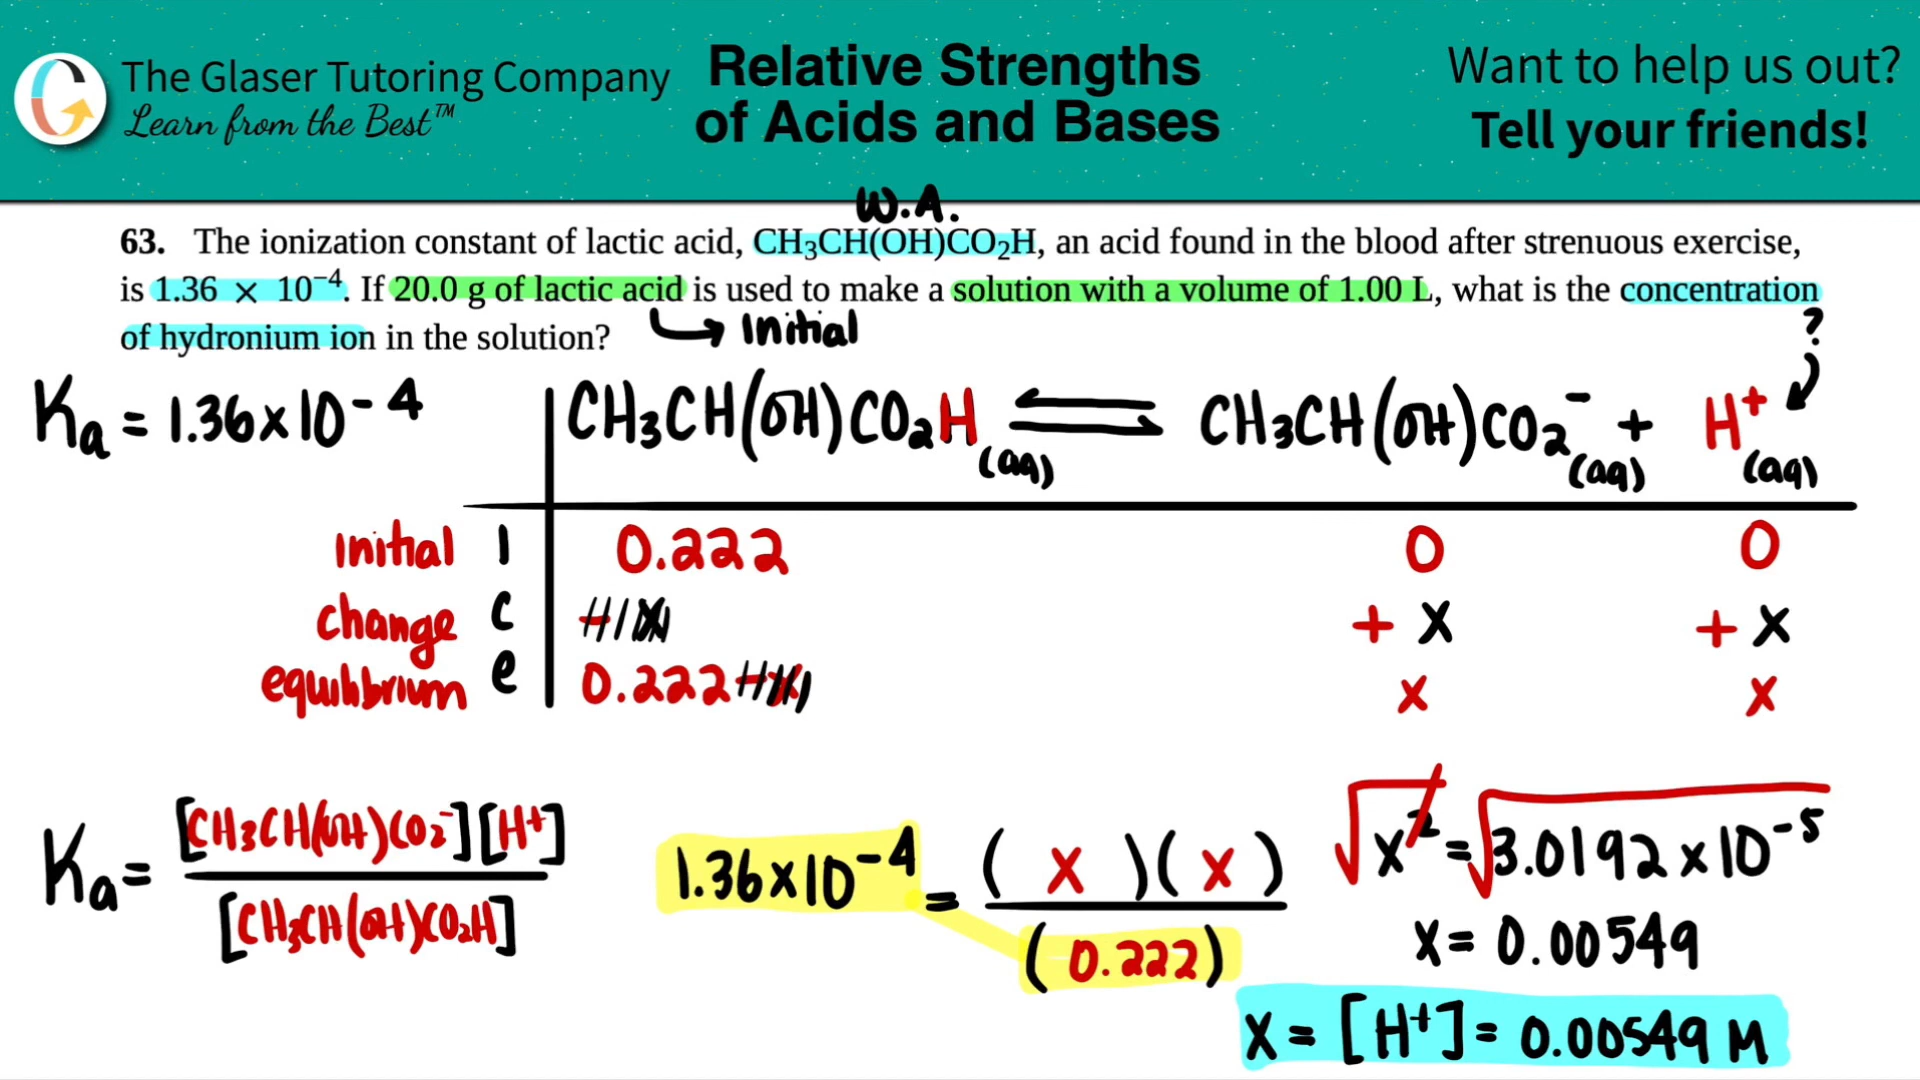 The Glaser Tutoring Company
Learn from the Best™
Relative Strengths
of Acids and Bases
Want to help us out?
Tell your friends!
W.A.
63. The ionization constant of lactic acid, CH₃CH(OH)CO₂H, an acid found in the blood after strenuous exercise,
is 1.36 × 10⁻⁴. If 20.0 g of lactic acid is used to make a solution with a volume of 1.00 L, what is the concentration
of hydronium ion in the solution?
Initial
?
Ka = 1.36x10⁻⁴
CH₃CH(OH)CO₂H(aq) ⇌ CH₃CH(OH)CO₂⁻(aq) + H⁺(aq)
Initial I 0.222 0 0
change C + X + X
equilibrium e 0.222 X X
Ka = [CH₃CH(OH)CO₂⁻][H⁺]
[CH₃CH(OH)CO₂H]
1.36x10⁻⁴ = ( X )( X )
( 0.222 )
√X² = √3.0192 x 10⁻⁵
X = 0.00549
X = [H⁺] = 0.00549 M